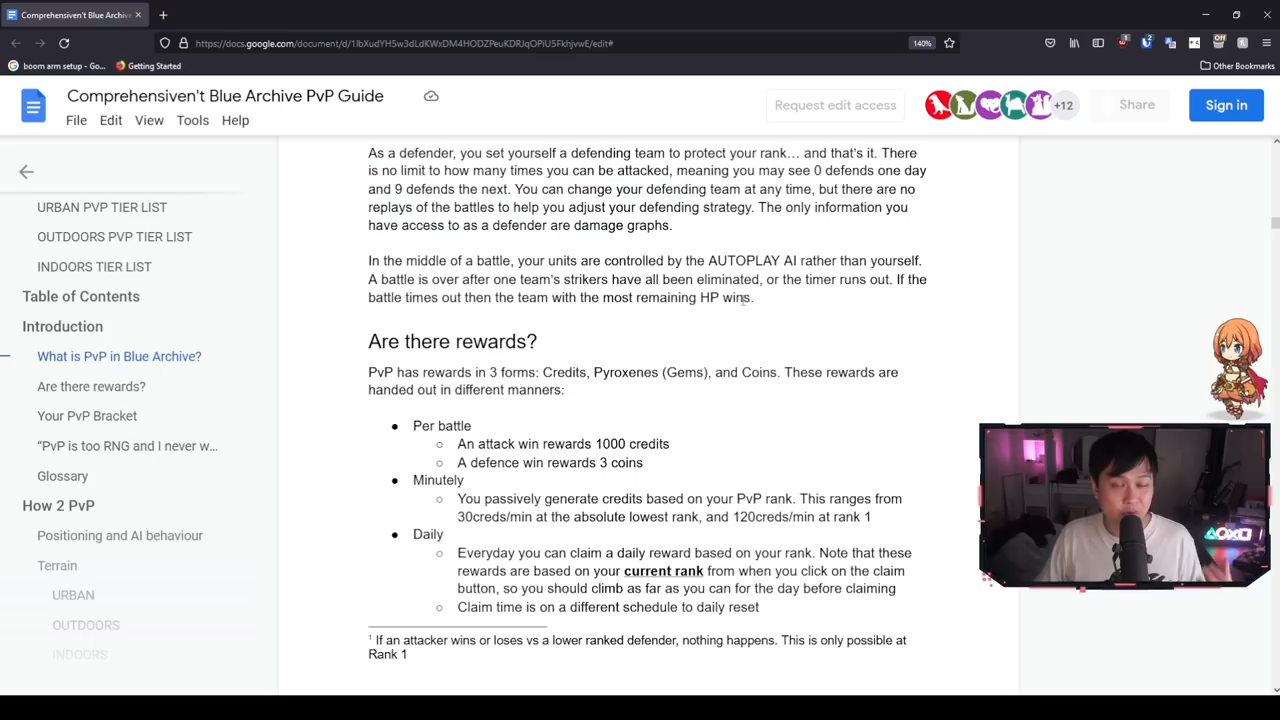 Comprehensiven't Blue Archive
https://docs.google.com/document/d/1IbXudYH5w3dLdKWxDM4HODZPeuKDRJqOPiU5FkhjvwE/edit#
140%
boom arm setup - Go...
Getting Started
Other Bookmarks
Comprehensiven't Blue Archive PvP Guide
File Edit View Tools Help
Request edit access
+12
Share
Sign in
URBAN PVP TIER LIST
OUTDOORS PVP TIER LIST
INDOORS TIER LIST
Table of Contents
Introduction
What is PvP in Blue Archive?
Are there rewards?
Your PvP Bracket
“PvP is too RNG and I never w...
Glossary
How 2 PvP
Positioning and AI behaviour
Terrain
URBAN
OUTDOORS
INDOORS
As a defender, you set yourself a defending team to protect your rank… and that's it. There
is no limit to how many times you can be attacked, meaning you may see 0 defends one day
and 9 defends the next. You can change your defending team at any time, but there are no
replays of the battles to help you adjust your defending strategy. The only information you
have access to as a defender are damage graphs.
In the middle of a battle, your units are controlled by the AUTOPLAY AI rather than yourself.
A battle is over after one team's strikers have all been eliminated, or the timer runs out. If the
battle times out then the team with the most remaining HP wins.
Are there rewards?
PvP has rewards in 3 forms: Credits, Pyroxenes (Gems), and Coins. These rewards are
handed out in different manners:
● Per battle
○ An attack win rewards 1000 credits
○ A defence win rewards 3 coins
● Minutely
○ You passively generate credits based on your PvP rank. This ranges from
30creds/min at the absolute lowest rank, and 120creds/min at rank 1
● Daily
○ Everyday you can claim a daily reward based on your rank. Note that these
rewards are based on your current rank from when you click on the claim
button, so you should climb as far as you can for the day before claiming
○ Claim time is on a different schedule to daily reset
1 If an attacker wins or loses vs a lower ranked defender, nothing happens. This is only possible at
Rank 1